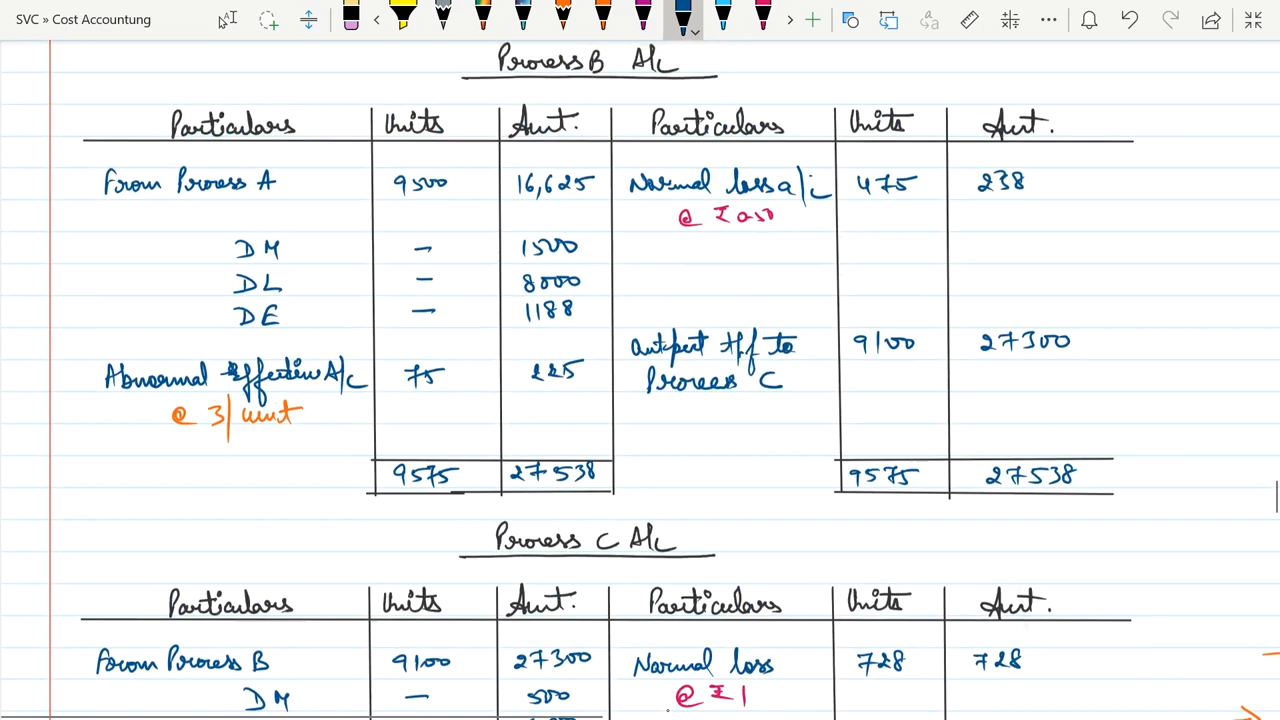 SVC » Cost Accountung
Process B A/c
Particulars Units Amt. Particulars Units Amt.
From Process A 9500 16,625 Normal loss a/c 475 238
@ ₹ 0.50
DM — 1500
DL — 8000
DE — 1188
Output tff to 9100 27300
Abnormal Effective A/c 75 225 Process C
@ 3/unit
9575 27538 9575 27538
Process C A/c
Particulars Units Amt. Particulars Units Amt.
From Process B 9100 27300 Normal loss 728 728
DM — 500 @ ₹ 1